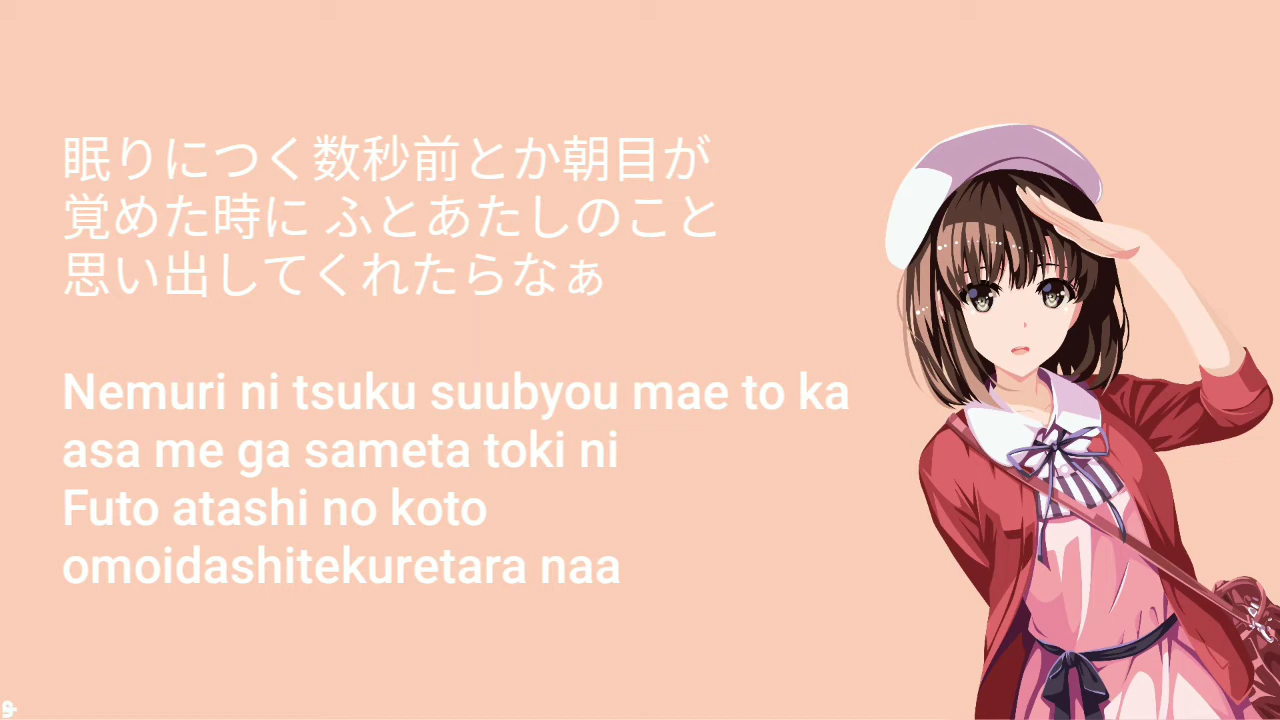 眠りにつく数秒前とか朝目が
覚めた時に ふとあたしのこと
思い出してくれたらなぁ
Nemuri ni tsuku suubyou mae to ka
asa me ga sameta toki ni
Futo atashi no koto
omoidashitekuretara naa